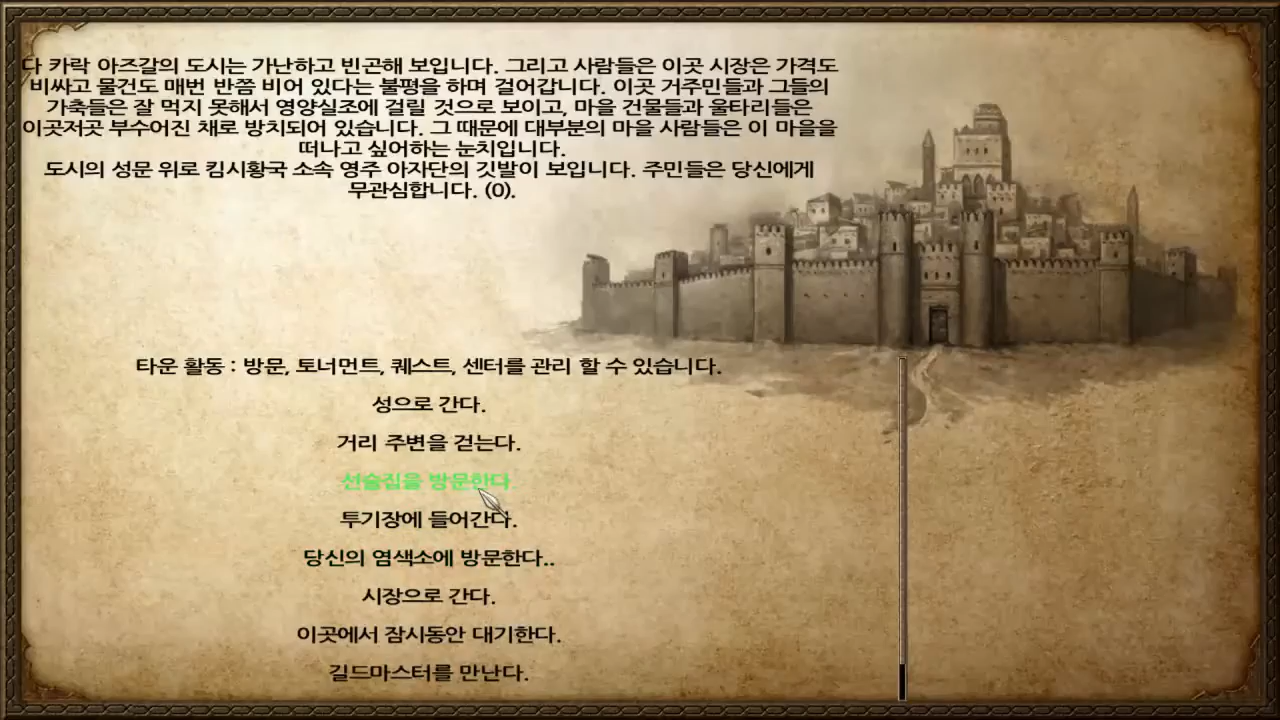 다 카락 아즈갈의 도시는 가난하고 빈곤해 보입니다. 그리고 사람들은 이곳 시장은 가격도
비싸고 물건도 매번 반쯤 비어 있다는 불평을 하며 걸어갑니다. 이곳 거주민들과 그들의
가축들은 잘 먹지 못해서 영양실조에 걸릴 것으로 보이고, 마을 건물들과 울타리들은
이곳저곳 부수어진 채로 방치되어 있습니다. 그 때문에 대부분의 마을 사람들은 이 마을을
떠나고 싶어하는 눈치입니다.
도시의 성문 위로 킴시황국 소속 영주 아자단의 깃발이 보입니다. 주민들은 당신에게
무관심합니다. (0).
타운 활동 : 방문, 토너먼트, 퀘스트, 센터를 관리 할 수 있습니다.
성으로 간다.
거리 주변을 걷는다.
선술집을 방문한다
투기장에 들어간다.
당신의 염색소에 방문한다..
시장으로 간다.
이곳에서 잠시동안 대기한다.
길드마스터를 만난다.